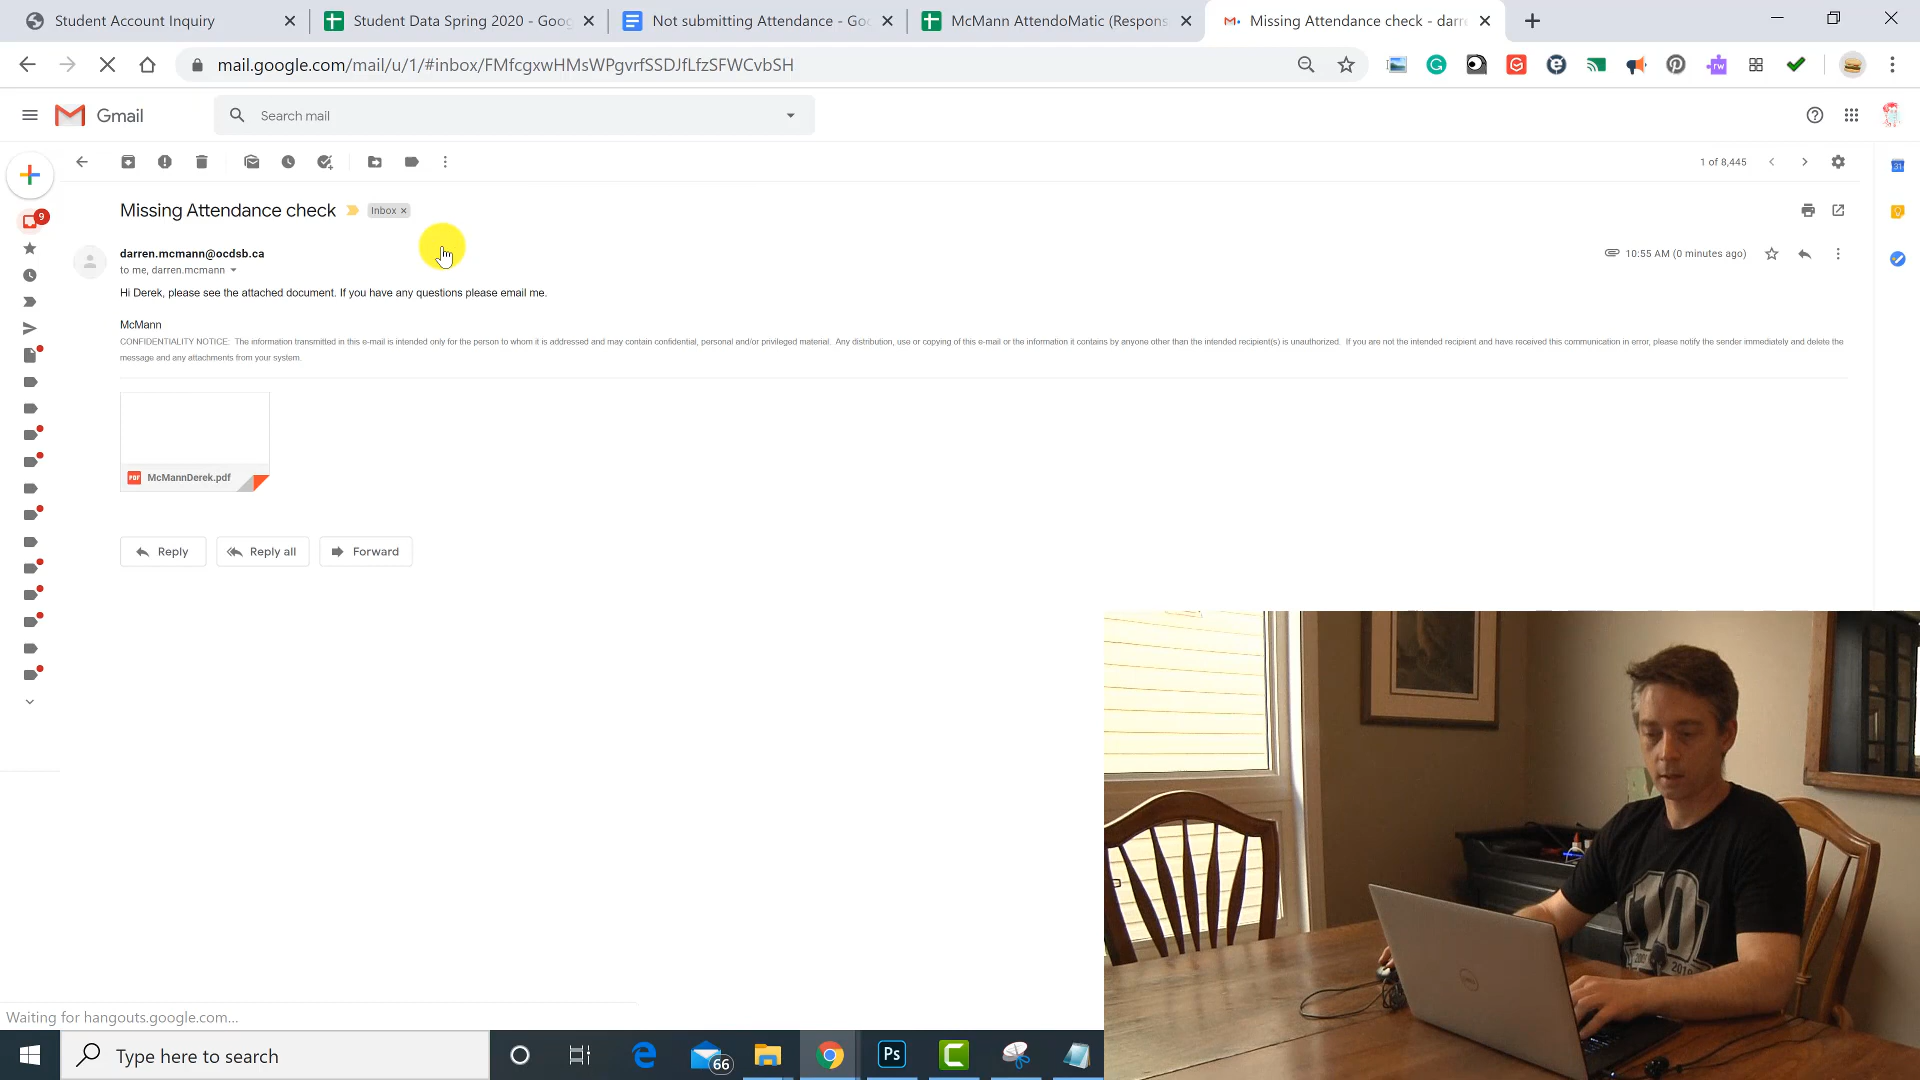 Student Account Inquiry
Student Data Spring 2020 - Goo
Not submitting Attendance - Goo
McMann AttendoMatic (Respons
Missing Attendance check - darre
mail.google.com/mail/u/1/#inbox/FMfcgxwHMsWPgvrfSSDJfLfzSFWCvbSH
Gmail
Search mail
1 of 8,445
31
9
Missing Attendance check
Inbox ×
darren.mcmann@ocdsb.ca
10:55 AM (0 minutes ago)
to me, darren.mcmann
Hi Derek, please see the attached document. If you have any questions please email me.
McMann
CONFIDENTIALITY NOTICE: The information transmitted in this e-mail is intended only for the person to whom it is addressed and may contain confidential, personal and/or privileged material. Any distribution, use or copying of this e-mail or the information it contains by anyone other than the intended recipient(s) is unauthorized. If you are not the intended recipient and have received this communication in error, please notify the sender immediately and delete the
message and any attachments from your system.
PDF McMannDerek.pdf
Reply
Reply all
Forward
Waiting for hangouts.google.com...
Type here to search
66
Ps